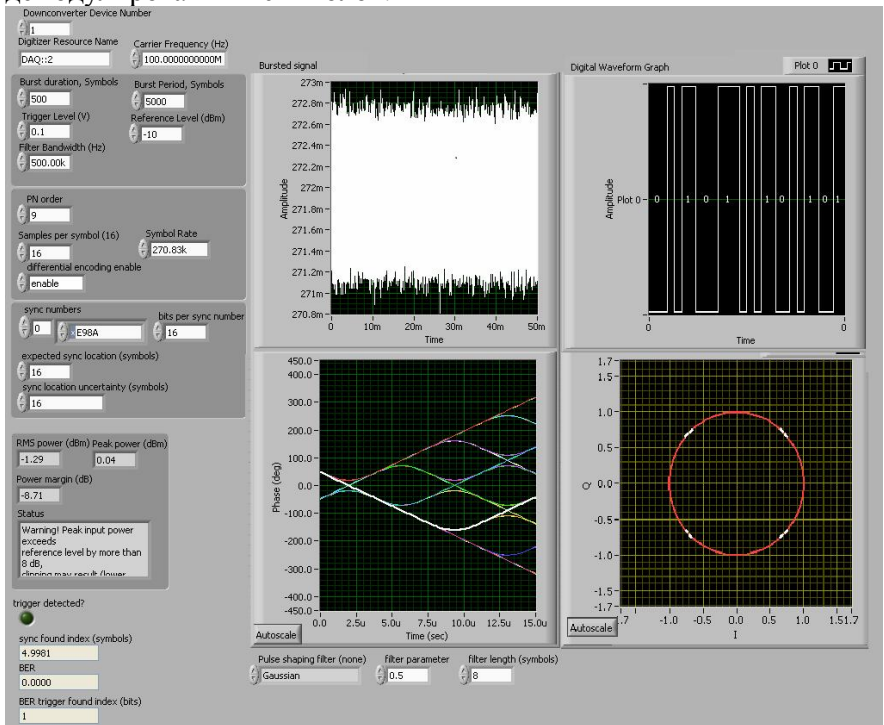 Downconverter Device Number
1
Digitizer Resource Name
DAQ::2
Carrier Frequency (Hz)
100.0000000000M
Burst duration, Symbols
500
Burst Period, Symbols
5000
Trigger Level (V)
0.1
Reference Level (dBm)
-10
Filter Bandwidth (Hz)
500.00k
PN order
9
Samples per symbol (16)
16
Symbol Rate
270.83k
differential encoding enable
enable
sync numbers
0
E98A
bits per sync number
16
expected sync location (symbols)
16
sync location uncertainty (symbols)
16
RMS power (dBm)
-1.29
Peak power (dBm)
0.04
Power margin (dB)
-8.71
Status
Warning! Peak input power
exceeds
reference level by more than
8 dB,
clipping may result (lower
trigger detected?
sync found index (symbols)
4.9981
BER
0.0000
BER trigger found index (bits)
1
Bursted signal
273m
272.8m
272.6m
272.4m
272.2m
272m
271.8m
271.6m
271.4m
271.2m
271m
270.8m
Amplitude
0 10m 20m 30m 40m 50m
Time
Digital Waveform Graph
Plot 0
Amplitude
Plot 0
0 1 0 1 1 0 1 0 1
0 0
Time
450.0
400.0
300.0
200.0
100.0
0.0
-100.0
-200.0
-300.0
-400.0
-450.0
Phase (deg)
0.0 2.5u 5.0u 7.5u 10.0u 12.5u 15.0u
Time (sec)
Autoscale
1.7
1.5
1.0
0.5
0.0
-0.5
-1.0
-1.5
-1.7
Q
.7 -1.0 -0.5 0.0 0.5 1.0 1.51.7
I
Autoscale
Pulse shaping filter (none)
Gaussian
filter parameter
0.5
filter length (symbols)
8